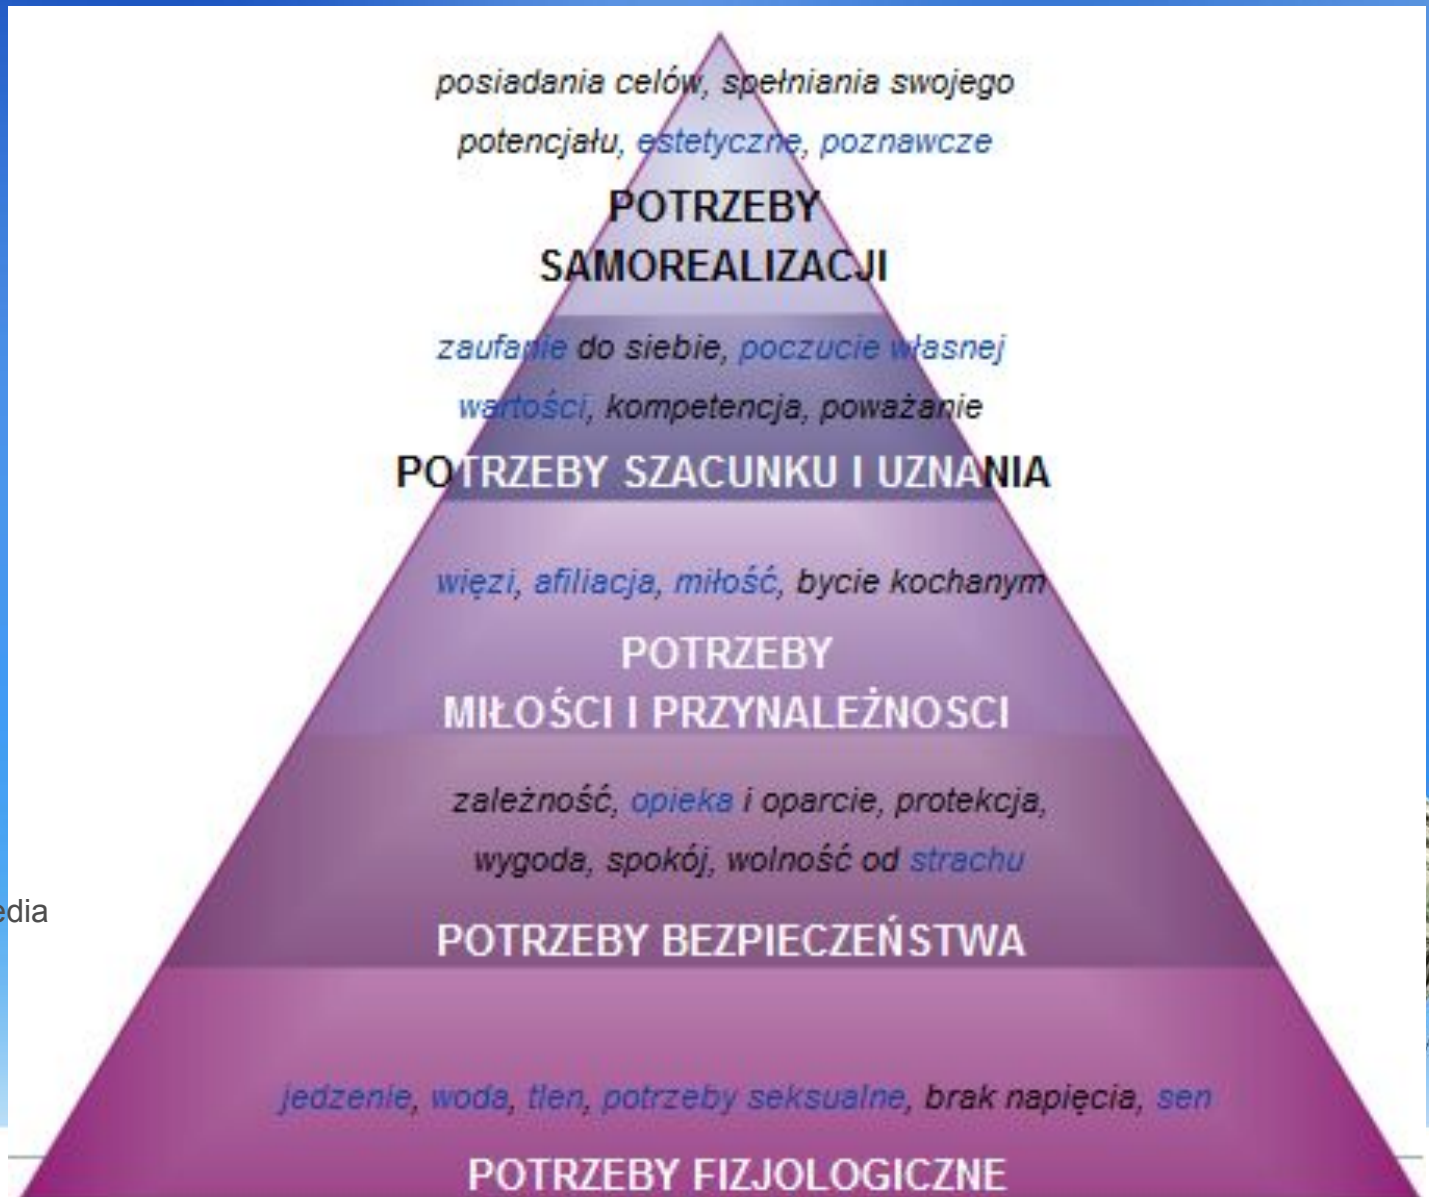 posiadania celów, spełniania swojego
potencjału, estetyczne, poznawcze
POTRZEBY
SAMOREALIZACJI
zaufanie do siebie, poczucie własnej
wartości, kompetencja, poważanie
POTRZEBY SZACUNKU I UZNANIA
więzi, afiliacja, miłość, bycie kochanym
POTRZEBY
MIŁOŚCI I PRZYNALEŻNOSCI
zależność, opieka i oparcie, protekcja,
wygoda, spokój, wolność od strachu
edia
POTRZEBY BEZPIECZEŃSTWA
jedzenie, woda, tlen, potrzeby seksualne, brak napięcia, sen
POTRZEBY FIZJOLOGICZNE